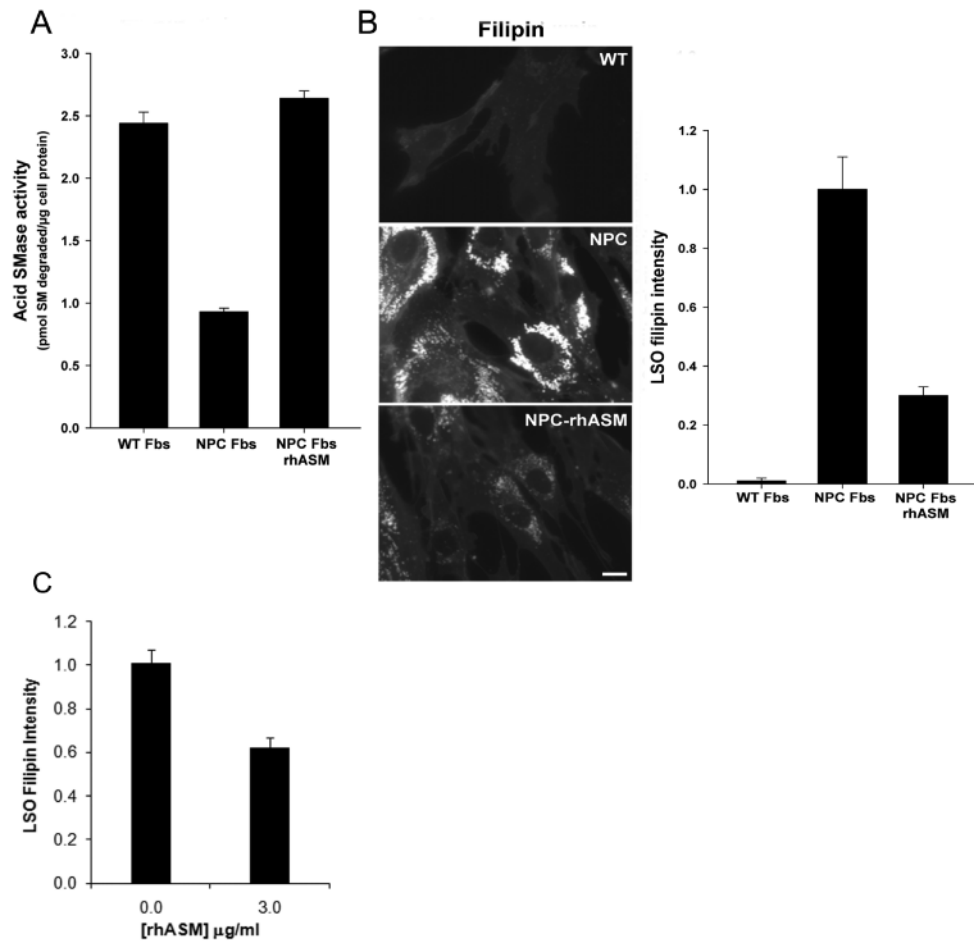 A
Acid SMase activity
(pmol SM degraded/µg cell protein)
3.0
2.5
2.0
1.5
1.0
0.5
0.0
WT Fbs
NPC Fbs
NPC Fbs
rhASM
B
Filipin
WT
NPC
NPC-rhASM
LSO filipin intensity
1.2
1.0
0.8
0.6
0.4
0.2
0.0
WT Fbs
NPC Fbs
NPC Fbs
rhASM
C
LSO Filipin Intensity
1.2
1.0
0.8
0.6
0.4
0.2
0.0
0.0
3.0
[rhASM] µg/ml